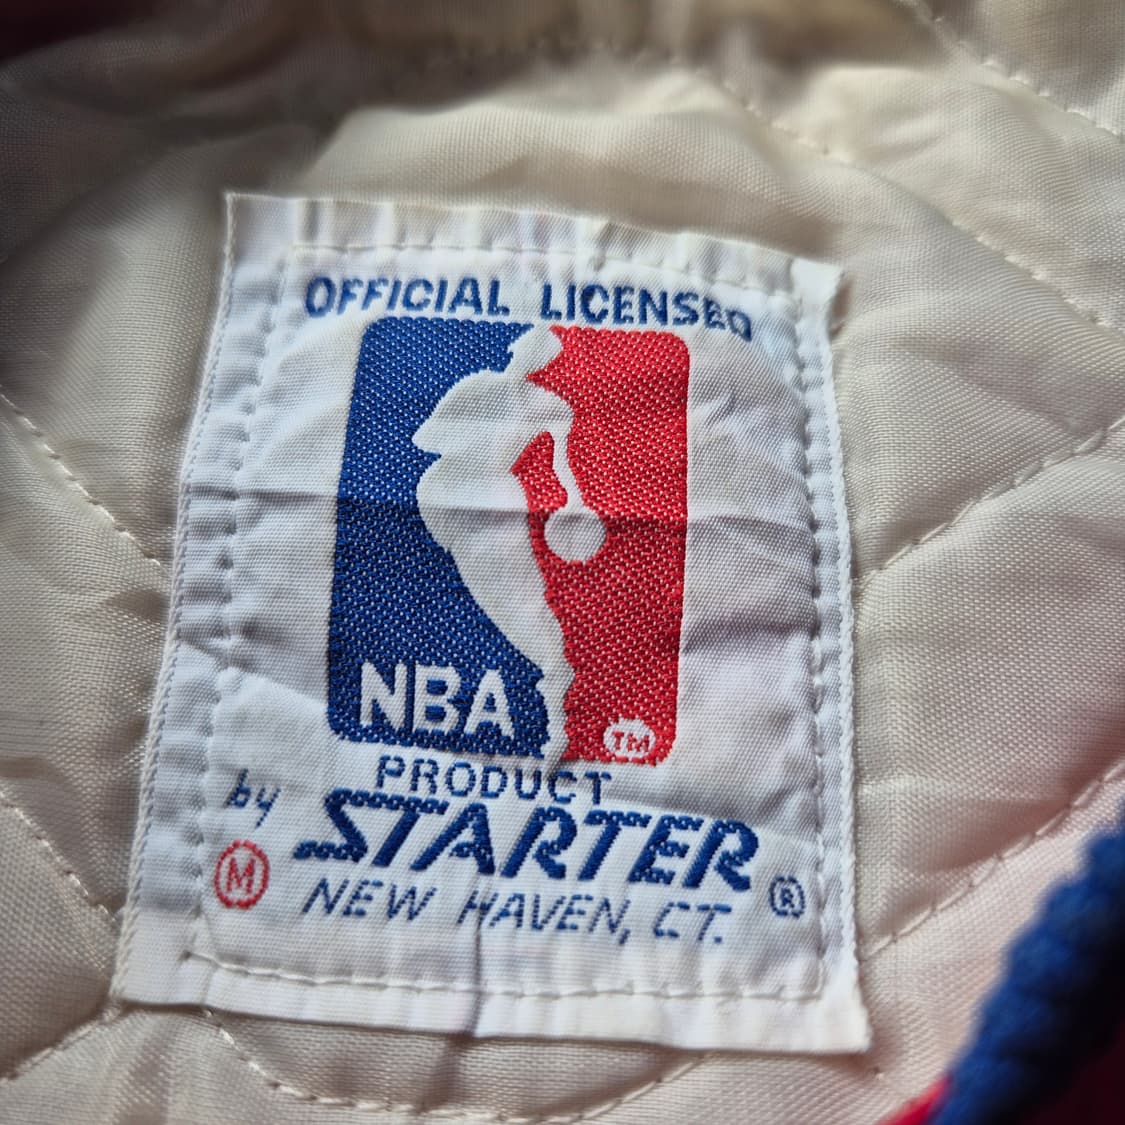 OFFICIAL LICENSED
NBA
TM
PRODUCT
by STARTER ®
M
NEW HAVEN, CT.